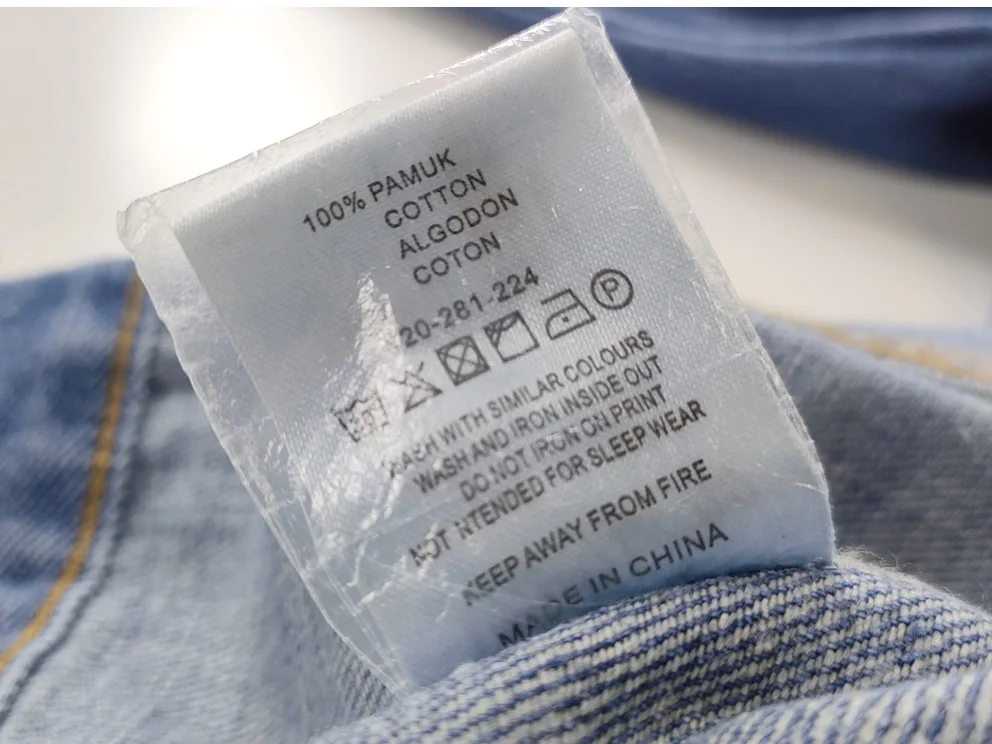 100% PAMUK
COTTON
ALGODON
COTON
20-281-224
P
WASH WITH SIMILAR COLOURS
WASH AND IRON INSIDE OUT
DO NOT IRON ON PRINT
NOT INTENDED FOR SLEEP WEAR
KEEP AWAY FROM FIRE
MADE IN CHINA